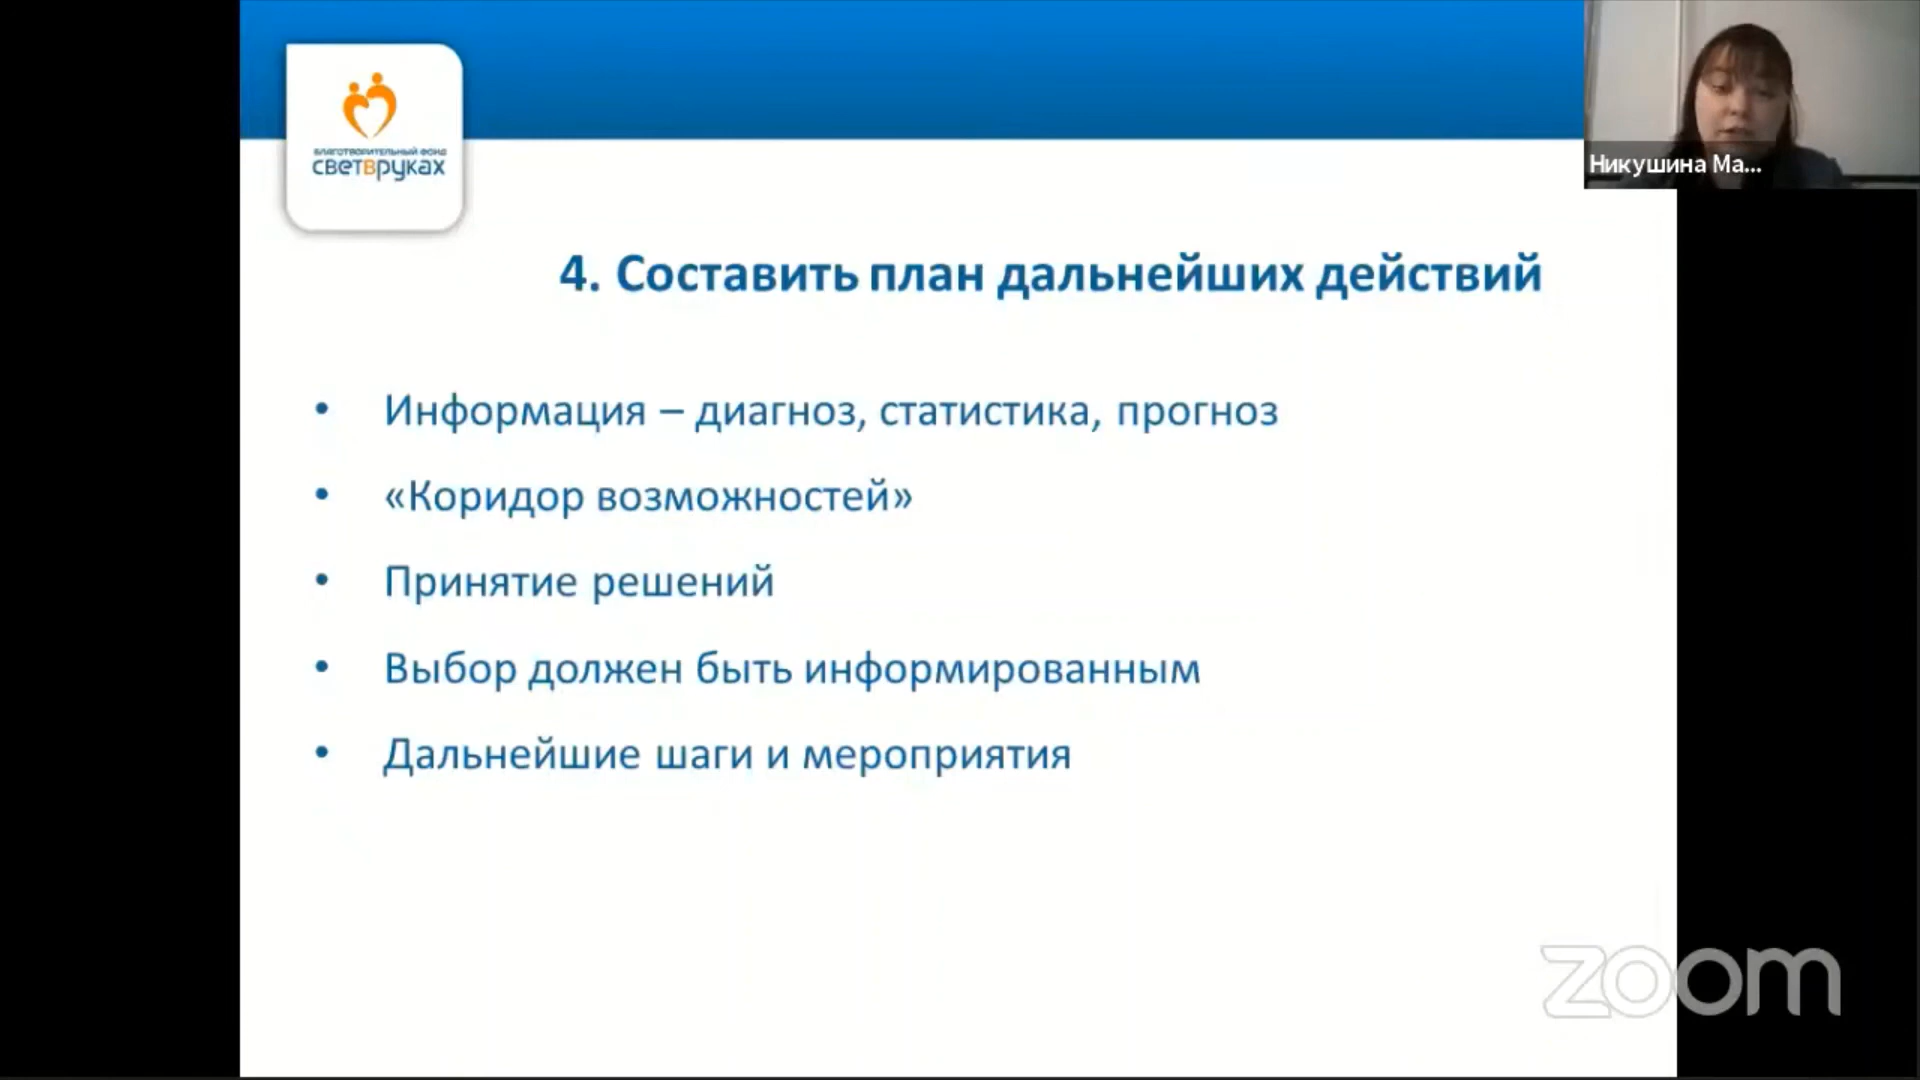 БЛАГОТВОРИТЕЛЬНЫЙ ФОНД
светвруках
Никушина Ма...
4. Составить план дальнейших действий
• Информация – диагноз, статистика, прогноз
• «Коридор возможностей»
• Принятие решений
• Выбор должен быть информированным
• Дальнейшие шаги и мероприятия
zoom